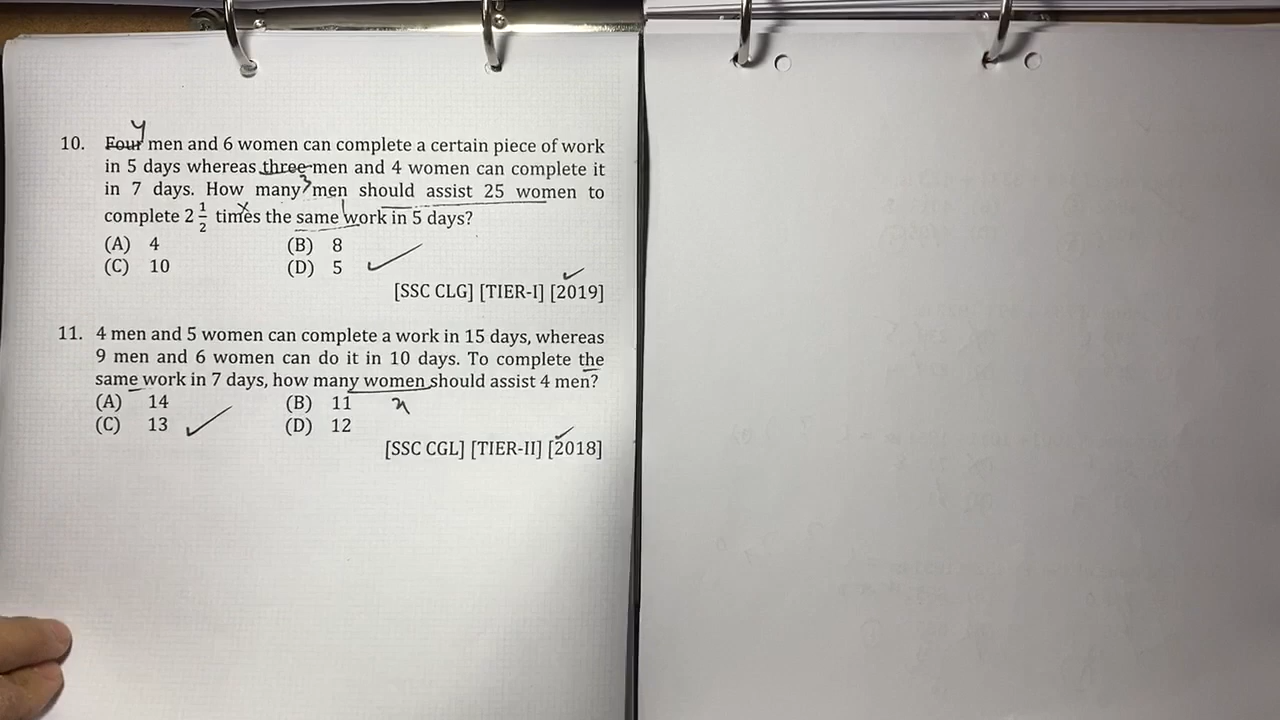 10. Four men and 6 women can complete a certain piece of work
in 5 days whereas three men and 4 women can complete it
in 7 days. How many men should assist 25 women to
complete 2 1/2 times the same work in 5 days?
(A) 4 (B) 8
(C) 10 (D) 5
[SSC CLG] [TIER-I] [2019]
11. 4 men and 5 women can complete a work in 15 days, whereas
9 men and 6 women can do it in 10 days. To complete the
same work in 7 days, how many women should assist 4 men?
(A) 14 (B) 11
(C) 13 (D) 12
[SSC CGL] [TIER-II] [2018]